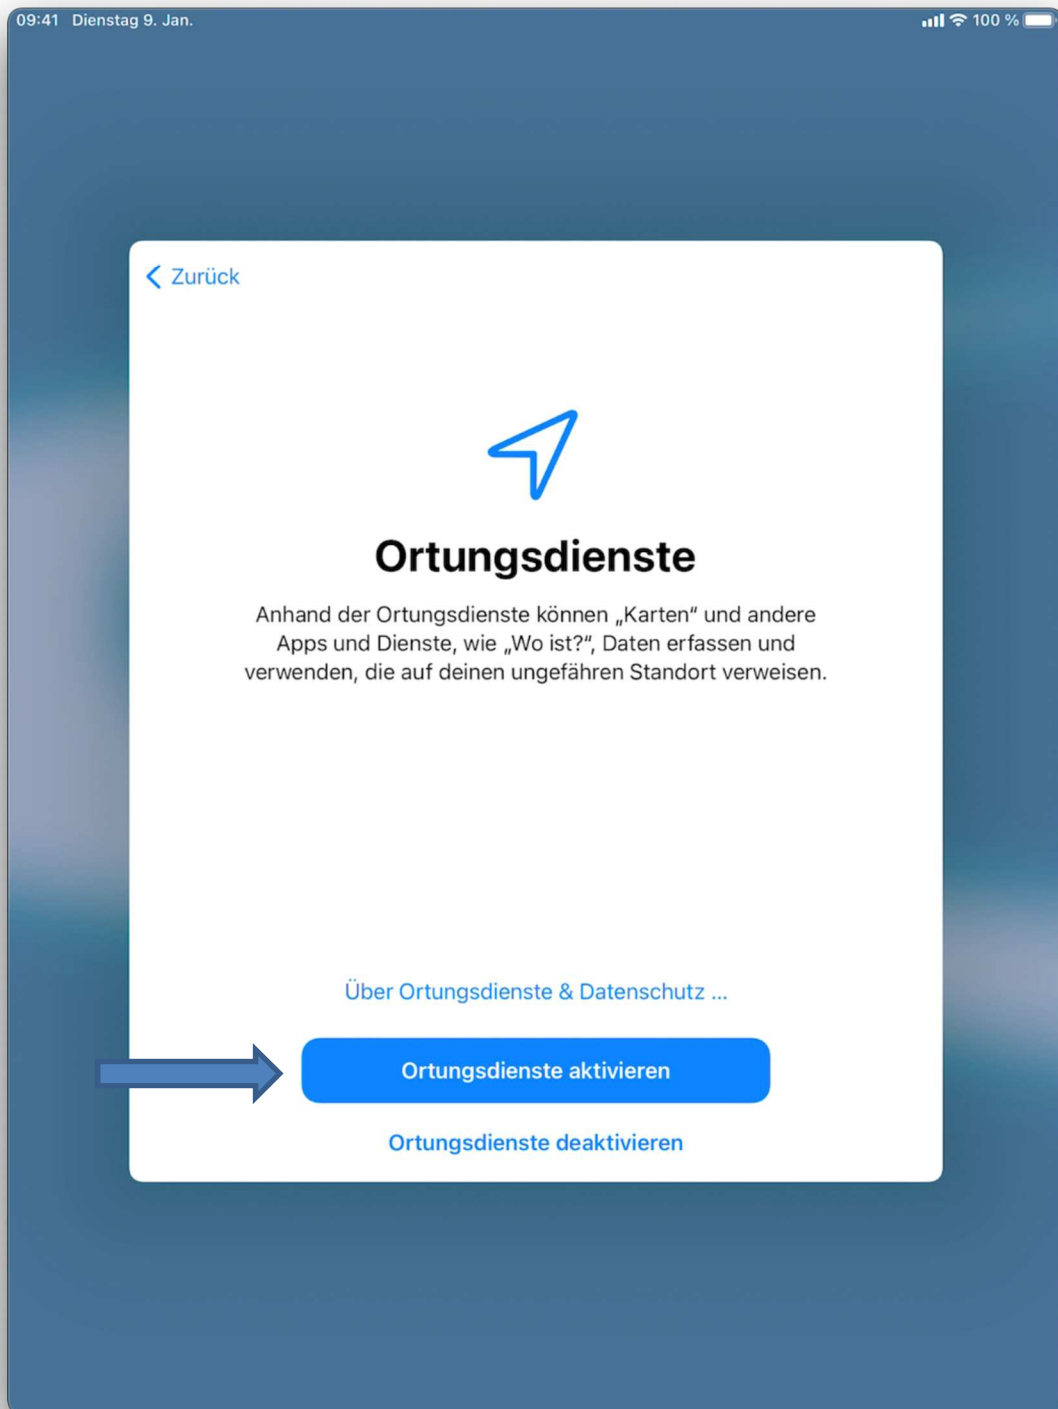 09:41 Dienstag 9. Jan.
100 %
Zurück
Ortungsdienste
Anhand der Ortungsdienste können „Karten“ und andere
Apps und Dienste, wie „Wo ist?“, Daten erfassen und
verwenden, die auf deinen ungefähren Standort verweisen.
Über Ortungsdienste & Datenschutz ...
Ortungsdienste aktivieren
Ortungsdienste deaktivieren